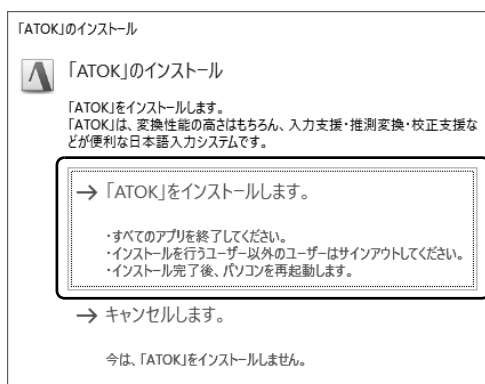 「ATOK」のインストール
「ATOK」のインストール
「ATOK」をインストールします。
「ATOK」は、変換性能の高さはもちろん、入力支援・推測変換・校正支援な
どが便利な日本語入力システムです。
→ 「ATOK」をインストールします。
・すべてのアプリを終了してください。
・インストールを行うユーザー以外のユーザーはサインアウトしてください。
・インストール完了後、パソコンを再起動します。
→ キャンセルします。
今は、「ATOK」をインストールしません。